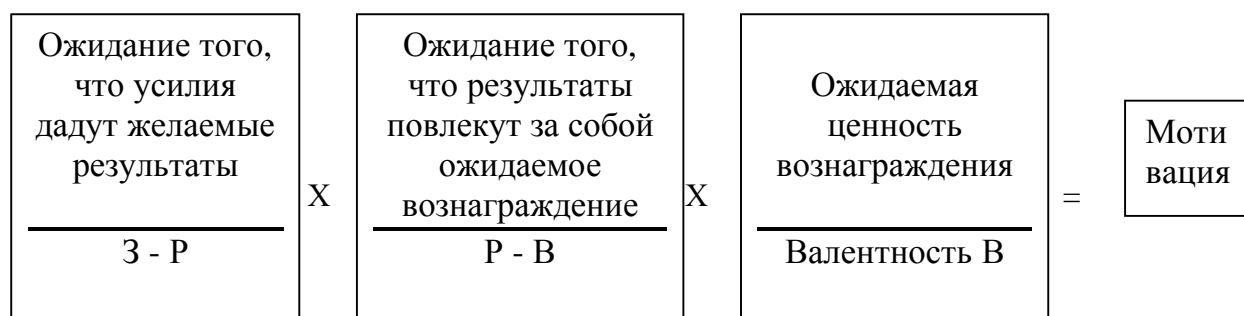 Ожидание того,
что усилия
дадут желаемые
результаты
З - Р
X
Ожидание того,
что результаты
повлекут за собой
ожидаемое
вознаграждение
Р - В
X
Ожидаемая
ценность
вознаграждения
Валентность В
=
Моти
вация